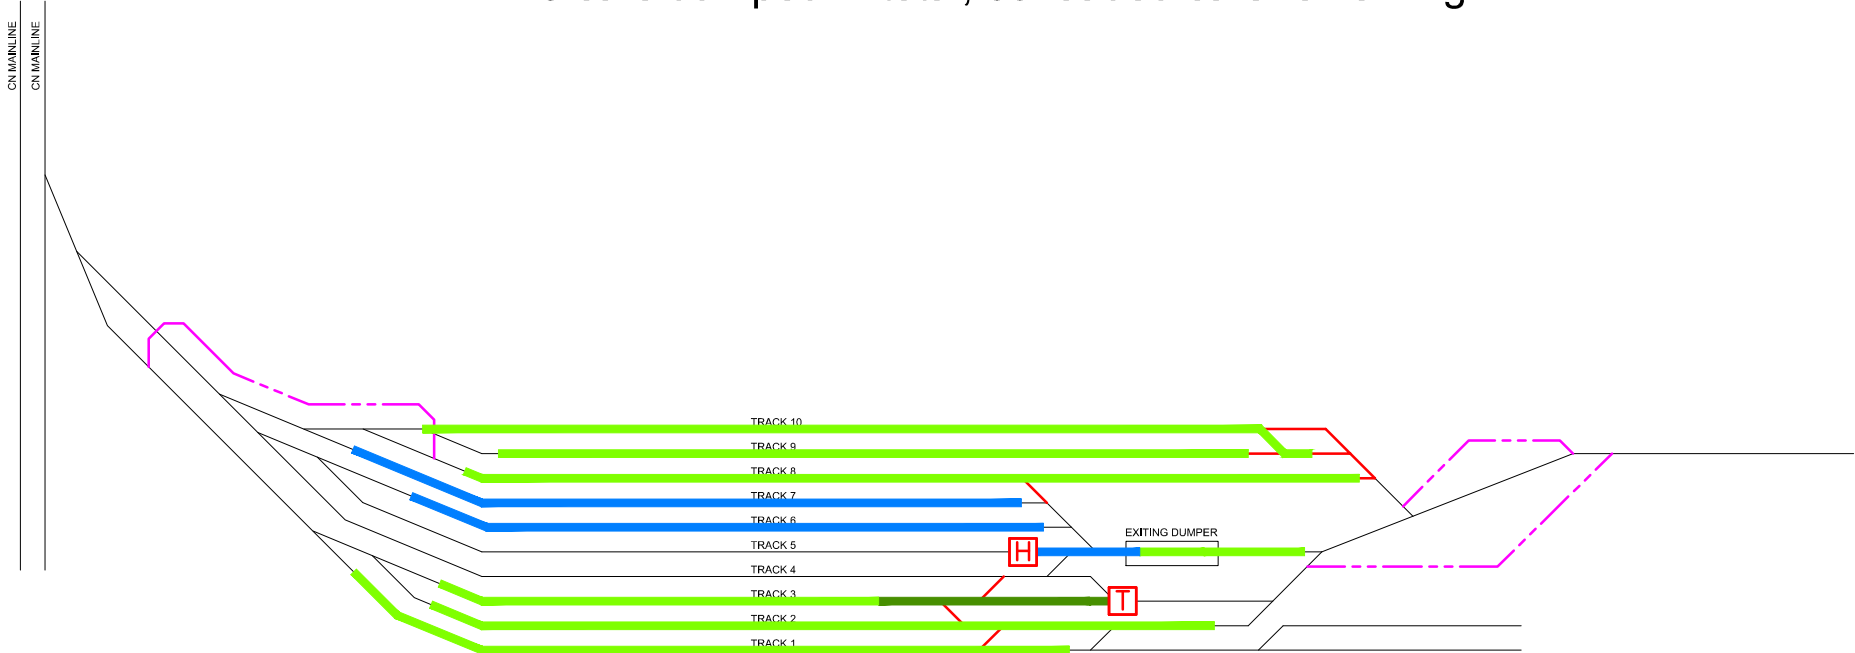 CN MAINLINE
CN MAINLINE
TRACK 10
TRACK 9
TRACK 8
TRACK 7
TRACK 6
EXITING DUMPER
TRACK 5
H
TRACK 4
TRACK 3
T
TRACK 2
TRACK 1